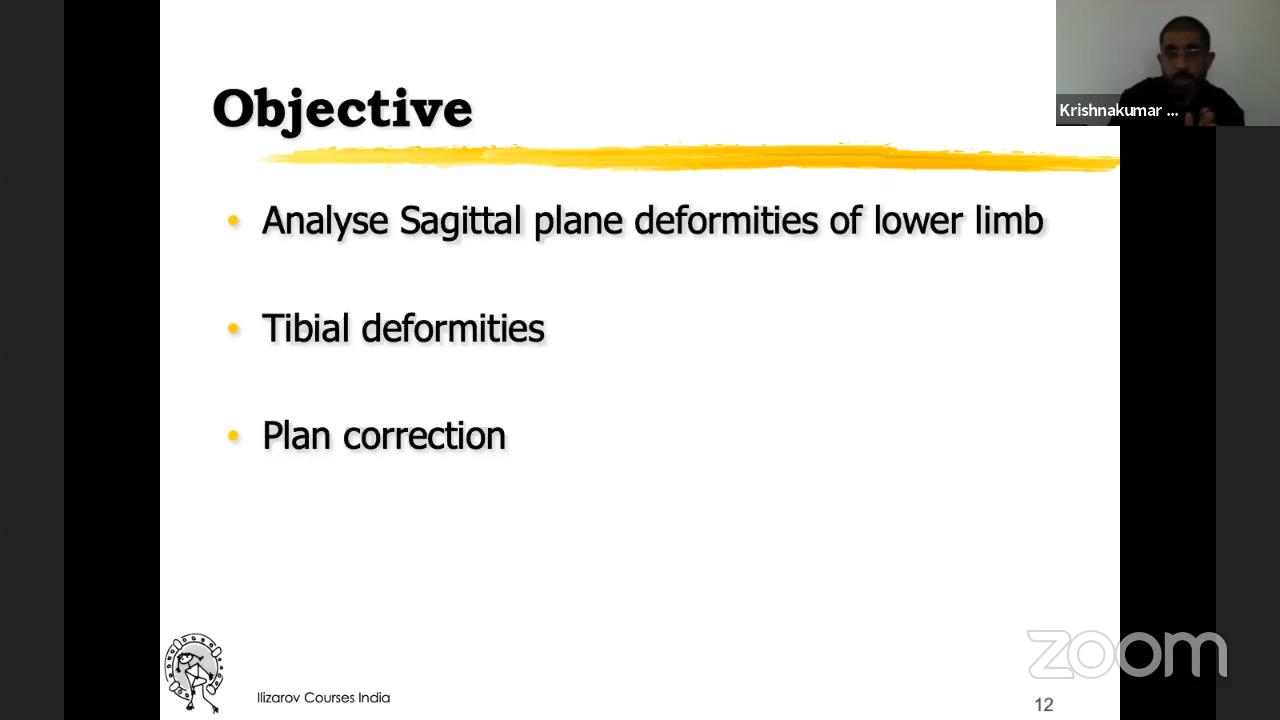 Objective
Krishnakumar ...
• Analyse Sagittal plane deformities of lower limb
• Tibial deformities
• Plan correction
Ilizarov Courses India
zoom
12